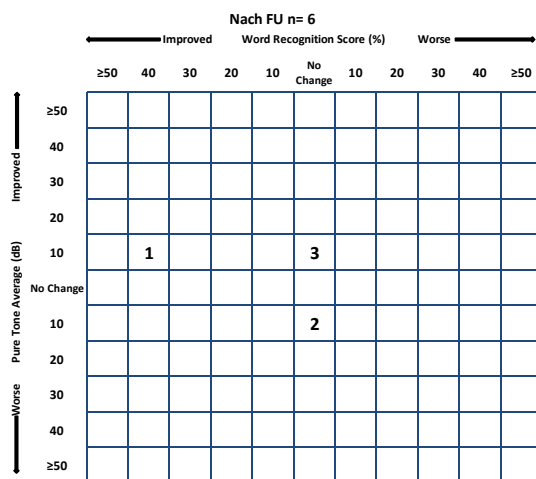 Nach FU n= 6
Improved Word Recognition Score (%) Worse
≥50 40 30 20 10 No Change 10 20 30 40 ≥50
≥50
40
30
20
10 1 3
No Change
10 2
20
30
40
≥50
Improved
Pure Tone Average (dB)
Worse